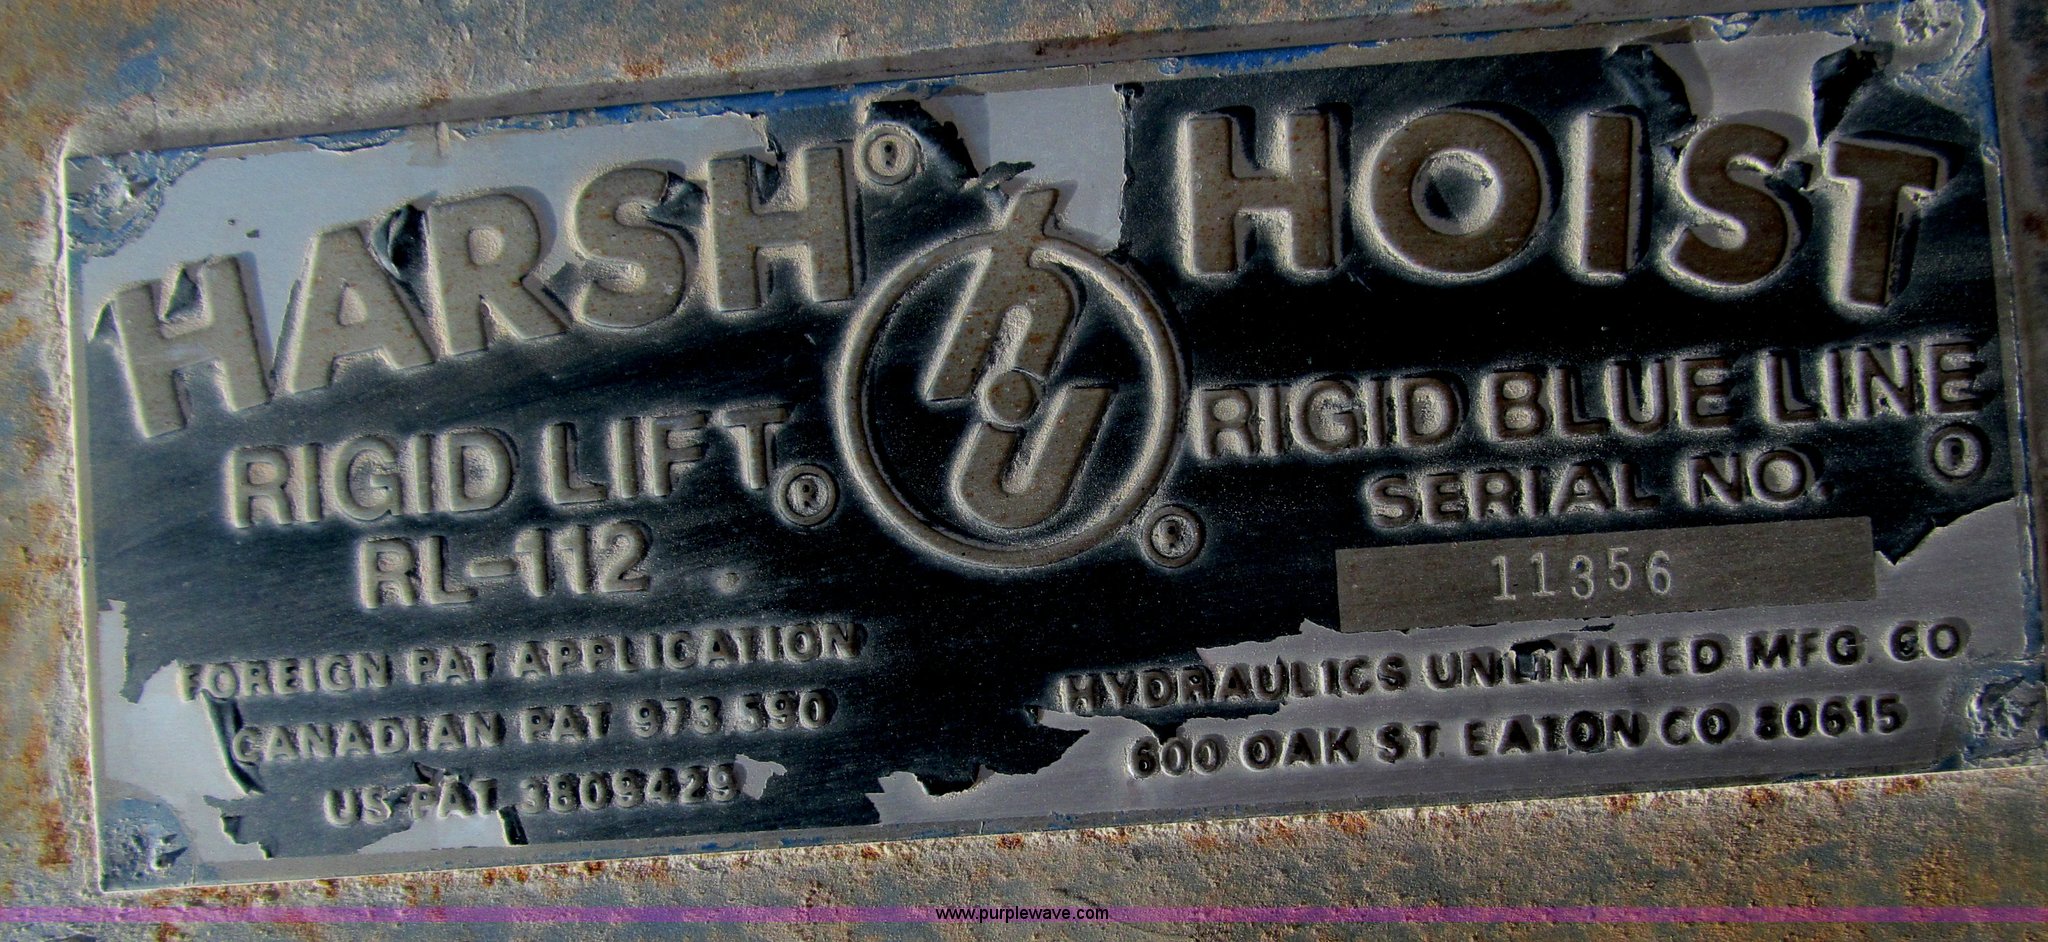 HARSH® HOIST
RIGID LIFT®
RL-112
®
RIGID BLUE LINE
®
SERIAL NO.
11356
FOREIGN PAT APPLICATION
CANADIAN PAT 973,590
US PAT 3809429
HYDRAULICS UNLIMITED MFG. CO
600 OAK ST. EATON CO 80615
www.purplewave.com